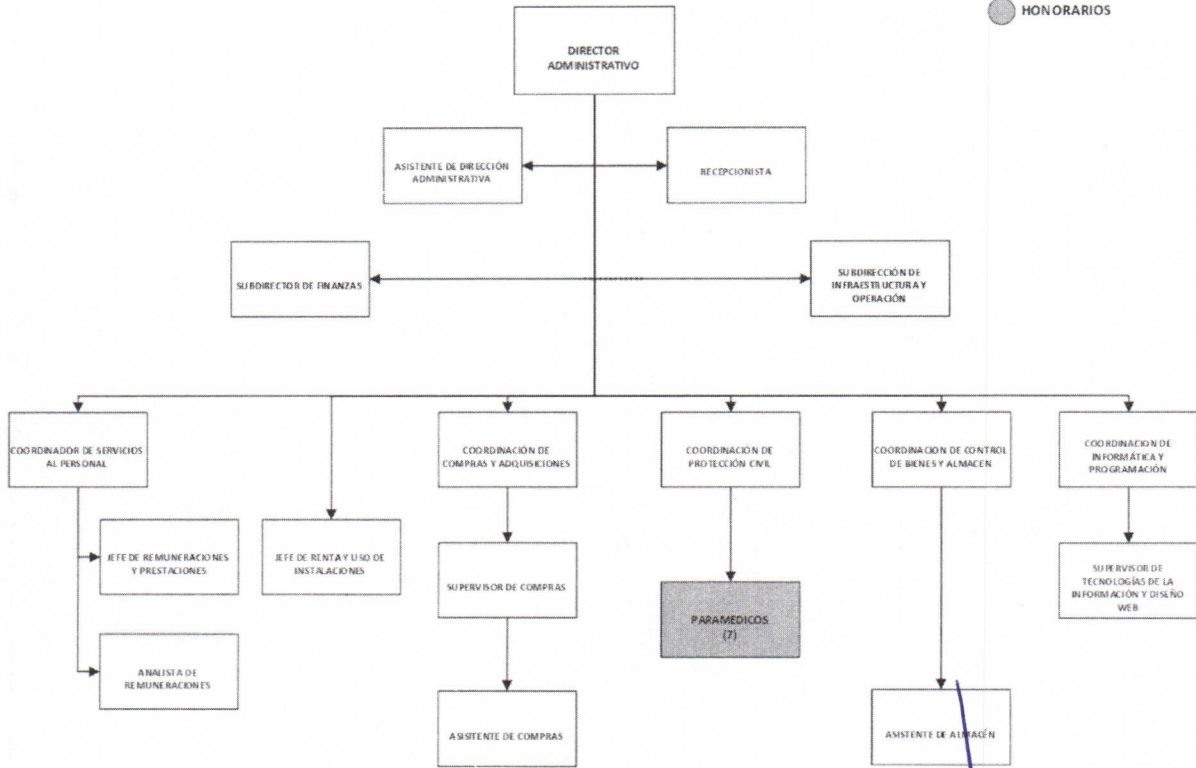 HONORARIOS
DIRECTOR
ADMINISTRATIVO
ASISTENTE DE DIRECCIÓN
ADMINISTRATIVA
RECEPCIONISTA
SUBDIRECTOR DE FINANZAS
SUBDIRECCIÓN DE
INFRAESTRUCTURA Y
OPERACIÓN
COORDINADOR DE SERVICIOS
AL PERSONAL
COORDINACIÓN DE
COMPRAS Y ADQUISICIONES
COORDINACIÓN DE
PROTECCIÓN CIVIL
COORDINACION DE CONTROL
DE BIENES Y ALMACEN
COORDINACION DE
INFORMÁTICA Y
PROGRAMACIÓN
JEFE DE REMUNERACIONES
Y PRESTACIONES
JEFE DE RENTA Y USO DE
INSTALACIONES
SUPERVISOR DE COMPRAS
PARAMEDICOS
(7)
SUPERVISOR DE
TECNOLOGÍAS DE LA
INFORMACIÓN Y DISEÑO
WEB
ANALISTA DE
REMUNERACIONES
ASISITENTE DE COMPRAS
ASISTENTE DE ALMACÉN